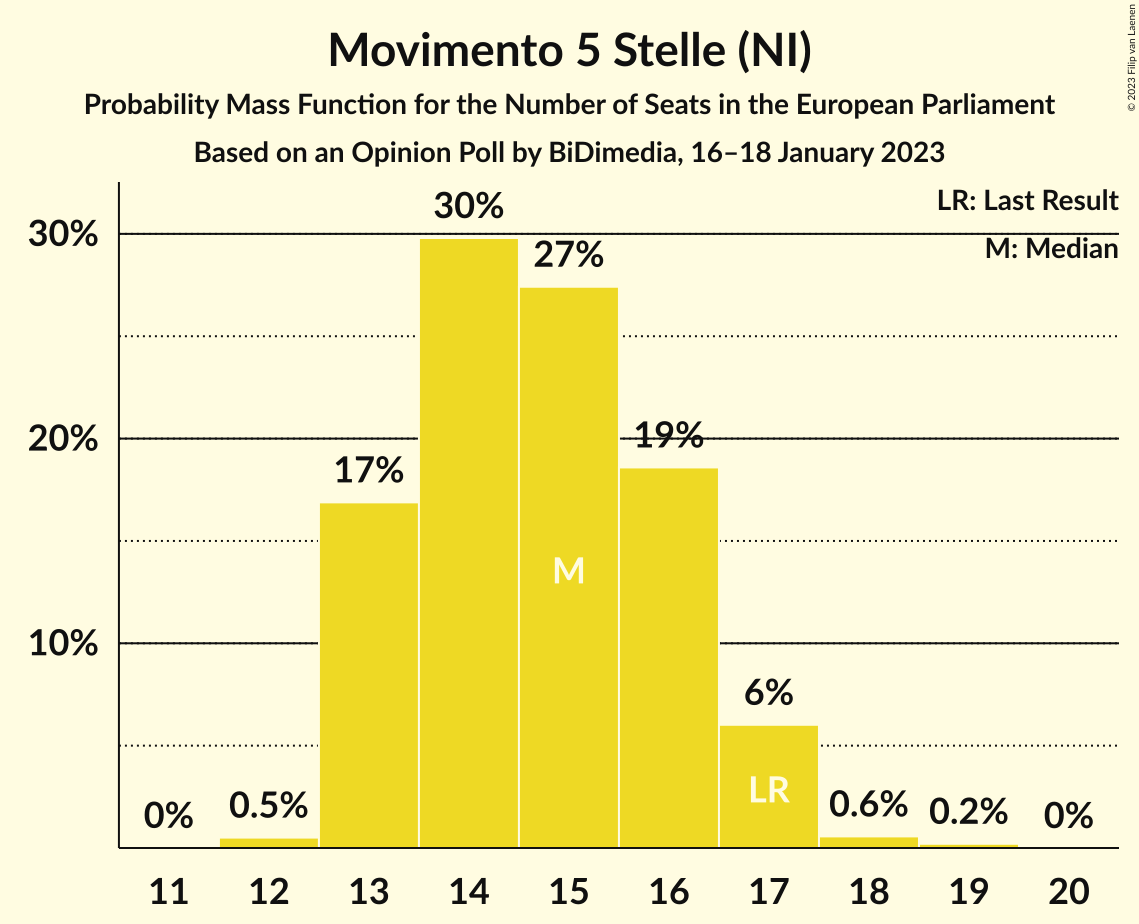 Movimento 5 Stelle (NI)
Probability Mass Function for the Number of Seats in the European Parliament
Based on an Opinion Poll by BiDimedia, 16–18 January 2023
© 2023 Filip van Laenen
LR: Last Result
M: Median
30%
20%
10%
0%
0.5%
17%
30%
27%
19%
6%
0.6%
0.2%
0%
M
LR
11 12 13 14 15 16 17 18 19 20